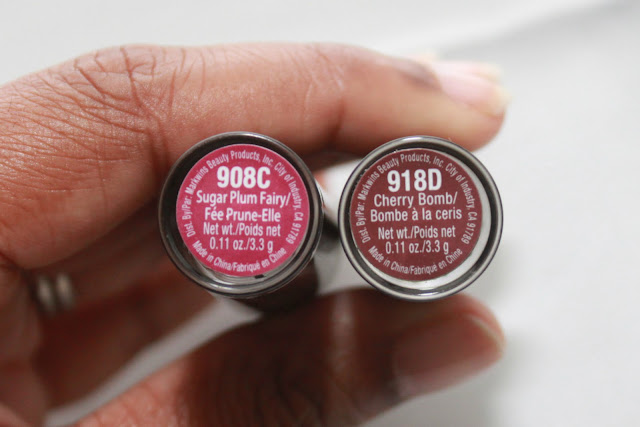 Dist. By/Par: Markwins Beauty Products, Inc. City of Industry, CA 91789
908C
Sugar Plum Fairy/
Fée Prune-Elle
Net wt./Poids net
0.11 oz./3.3 g
Made in China/Fabriqué en Chine
Dist. By/Par: Markwins Beauty Products, Inc. City of Industry, CA 91789
918D
Cherry Bomb/
Bombe à la ceris
Net wt./Poids net
0.11 oz./3.3 g
Made in China/Fabriqué en Chine